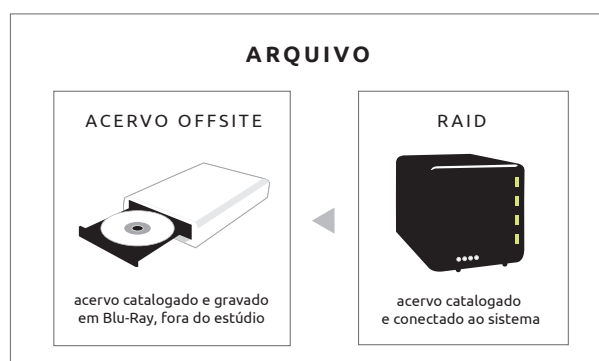 ARQUIVO
ACERVO OFFSITE
acervo catalogado e gravado
em Blu-Ray, fora do estúdio
RAID
acervo catalogado
e conectado ao sistema